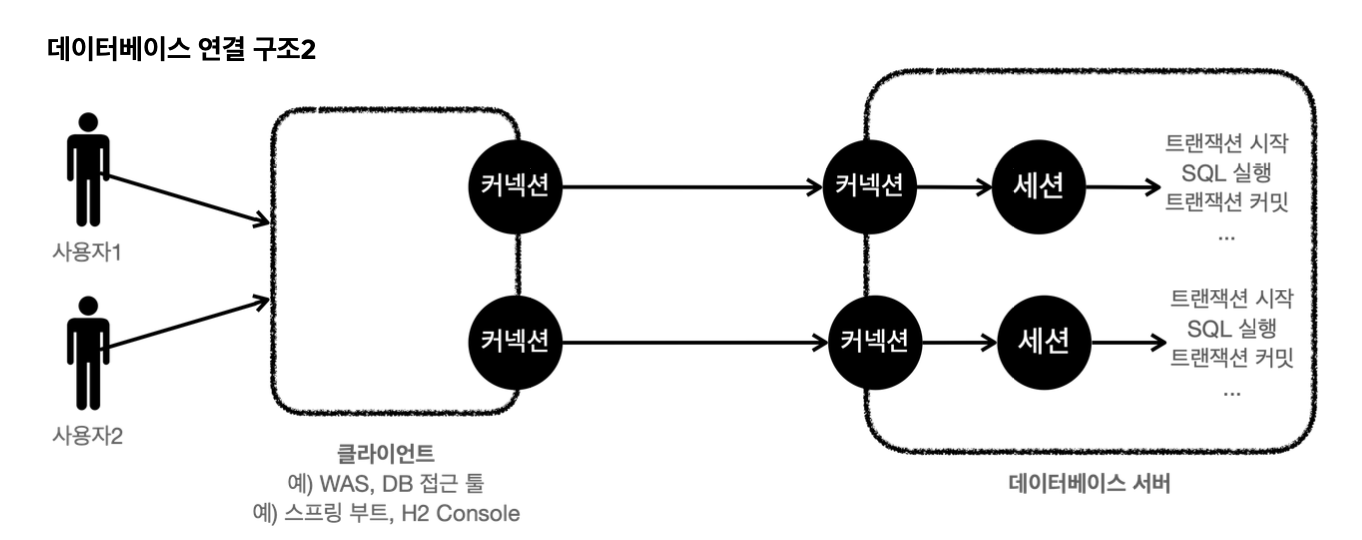 데이터베이스 연결 구조2
사용자1
사용자2
커넥션
커넥션
클라이언트
예) WAS, DB 접근 툴
예) 스프링 부트, H2 Console
커넥션
세션
트랜잭션 시작
SQL 실행
트랜잭션 커밋
...
커넥션
세션
트랜잭션 시작
SQL 실행
트랜잭션 커밋
...
데이터베이스 서버